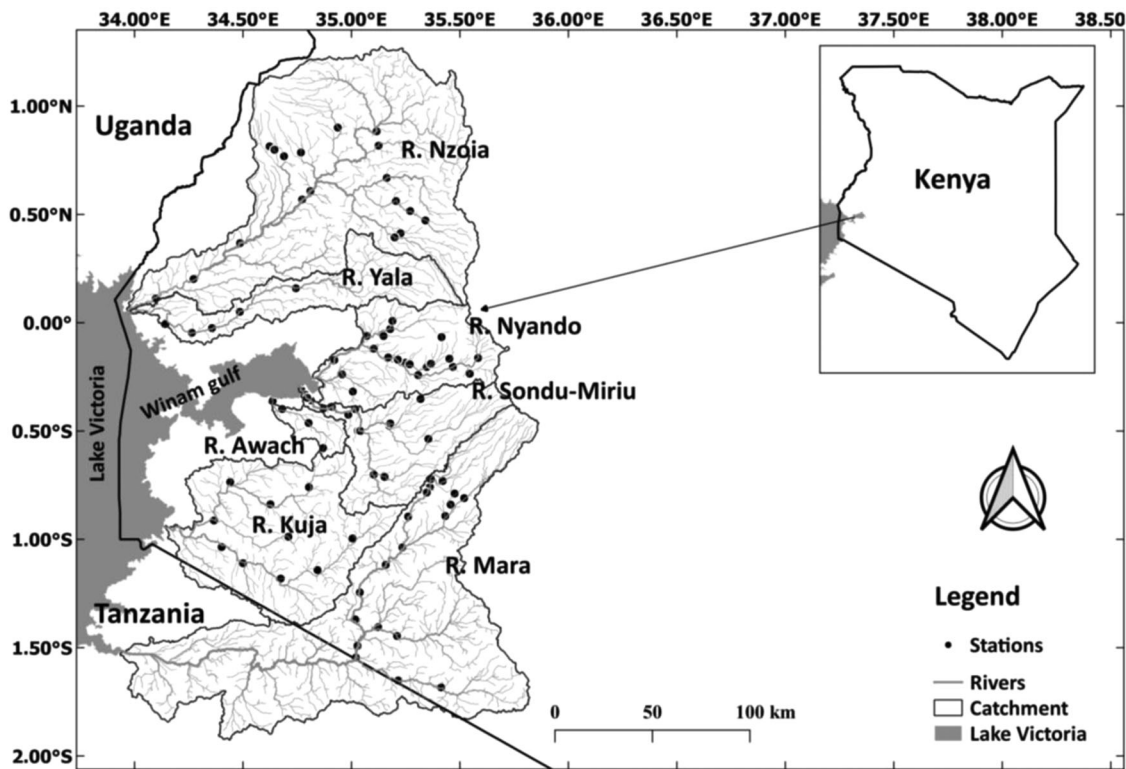 34.00°E 34.50°E 35.00°E 35.50°E 36.00°E 36.50°E 37.00°E 37.50°E 38.00°E 38.50
1.00°N
Uganda
R. Nzoia
Kenya
0.50°N
R. Yala
0.00°
R. Nyando
Winam gulf
R. Sondu-Miriu
Lake Victoria
0.50°S
R. Awach
R. Kuja
1.00°S
R. Mara
Legend
Tanzania
1.50°S
Stations
Rivers
0 50 100 km
Catchment
Lake Victoria
2.00°S